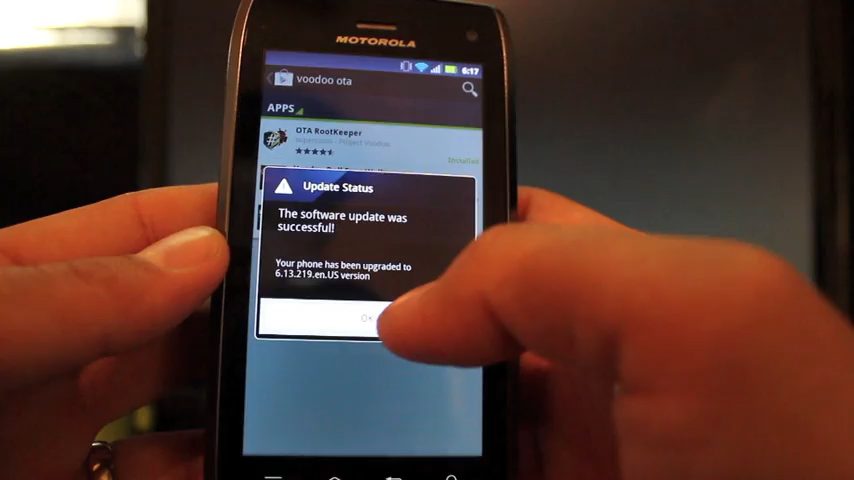 MOTOROLA
6:17
voodoo ota
APPS
OTA RootKeeper
Installed
Update Status
The software update was
successful!
Your phone has been upgraded to
6.13.219.en.US version